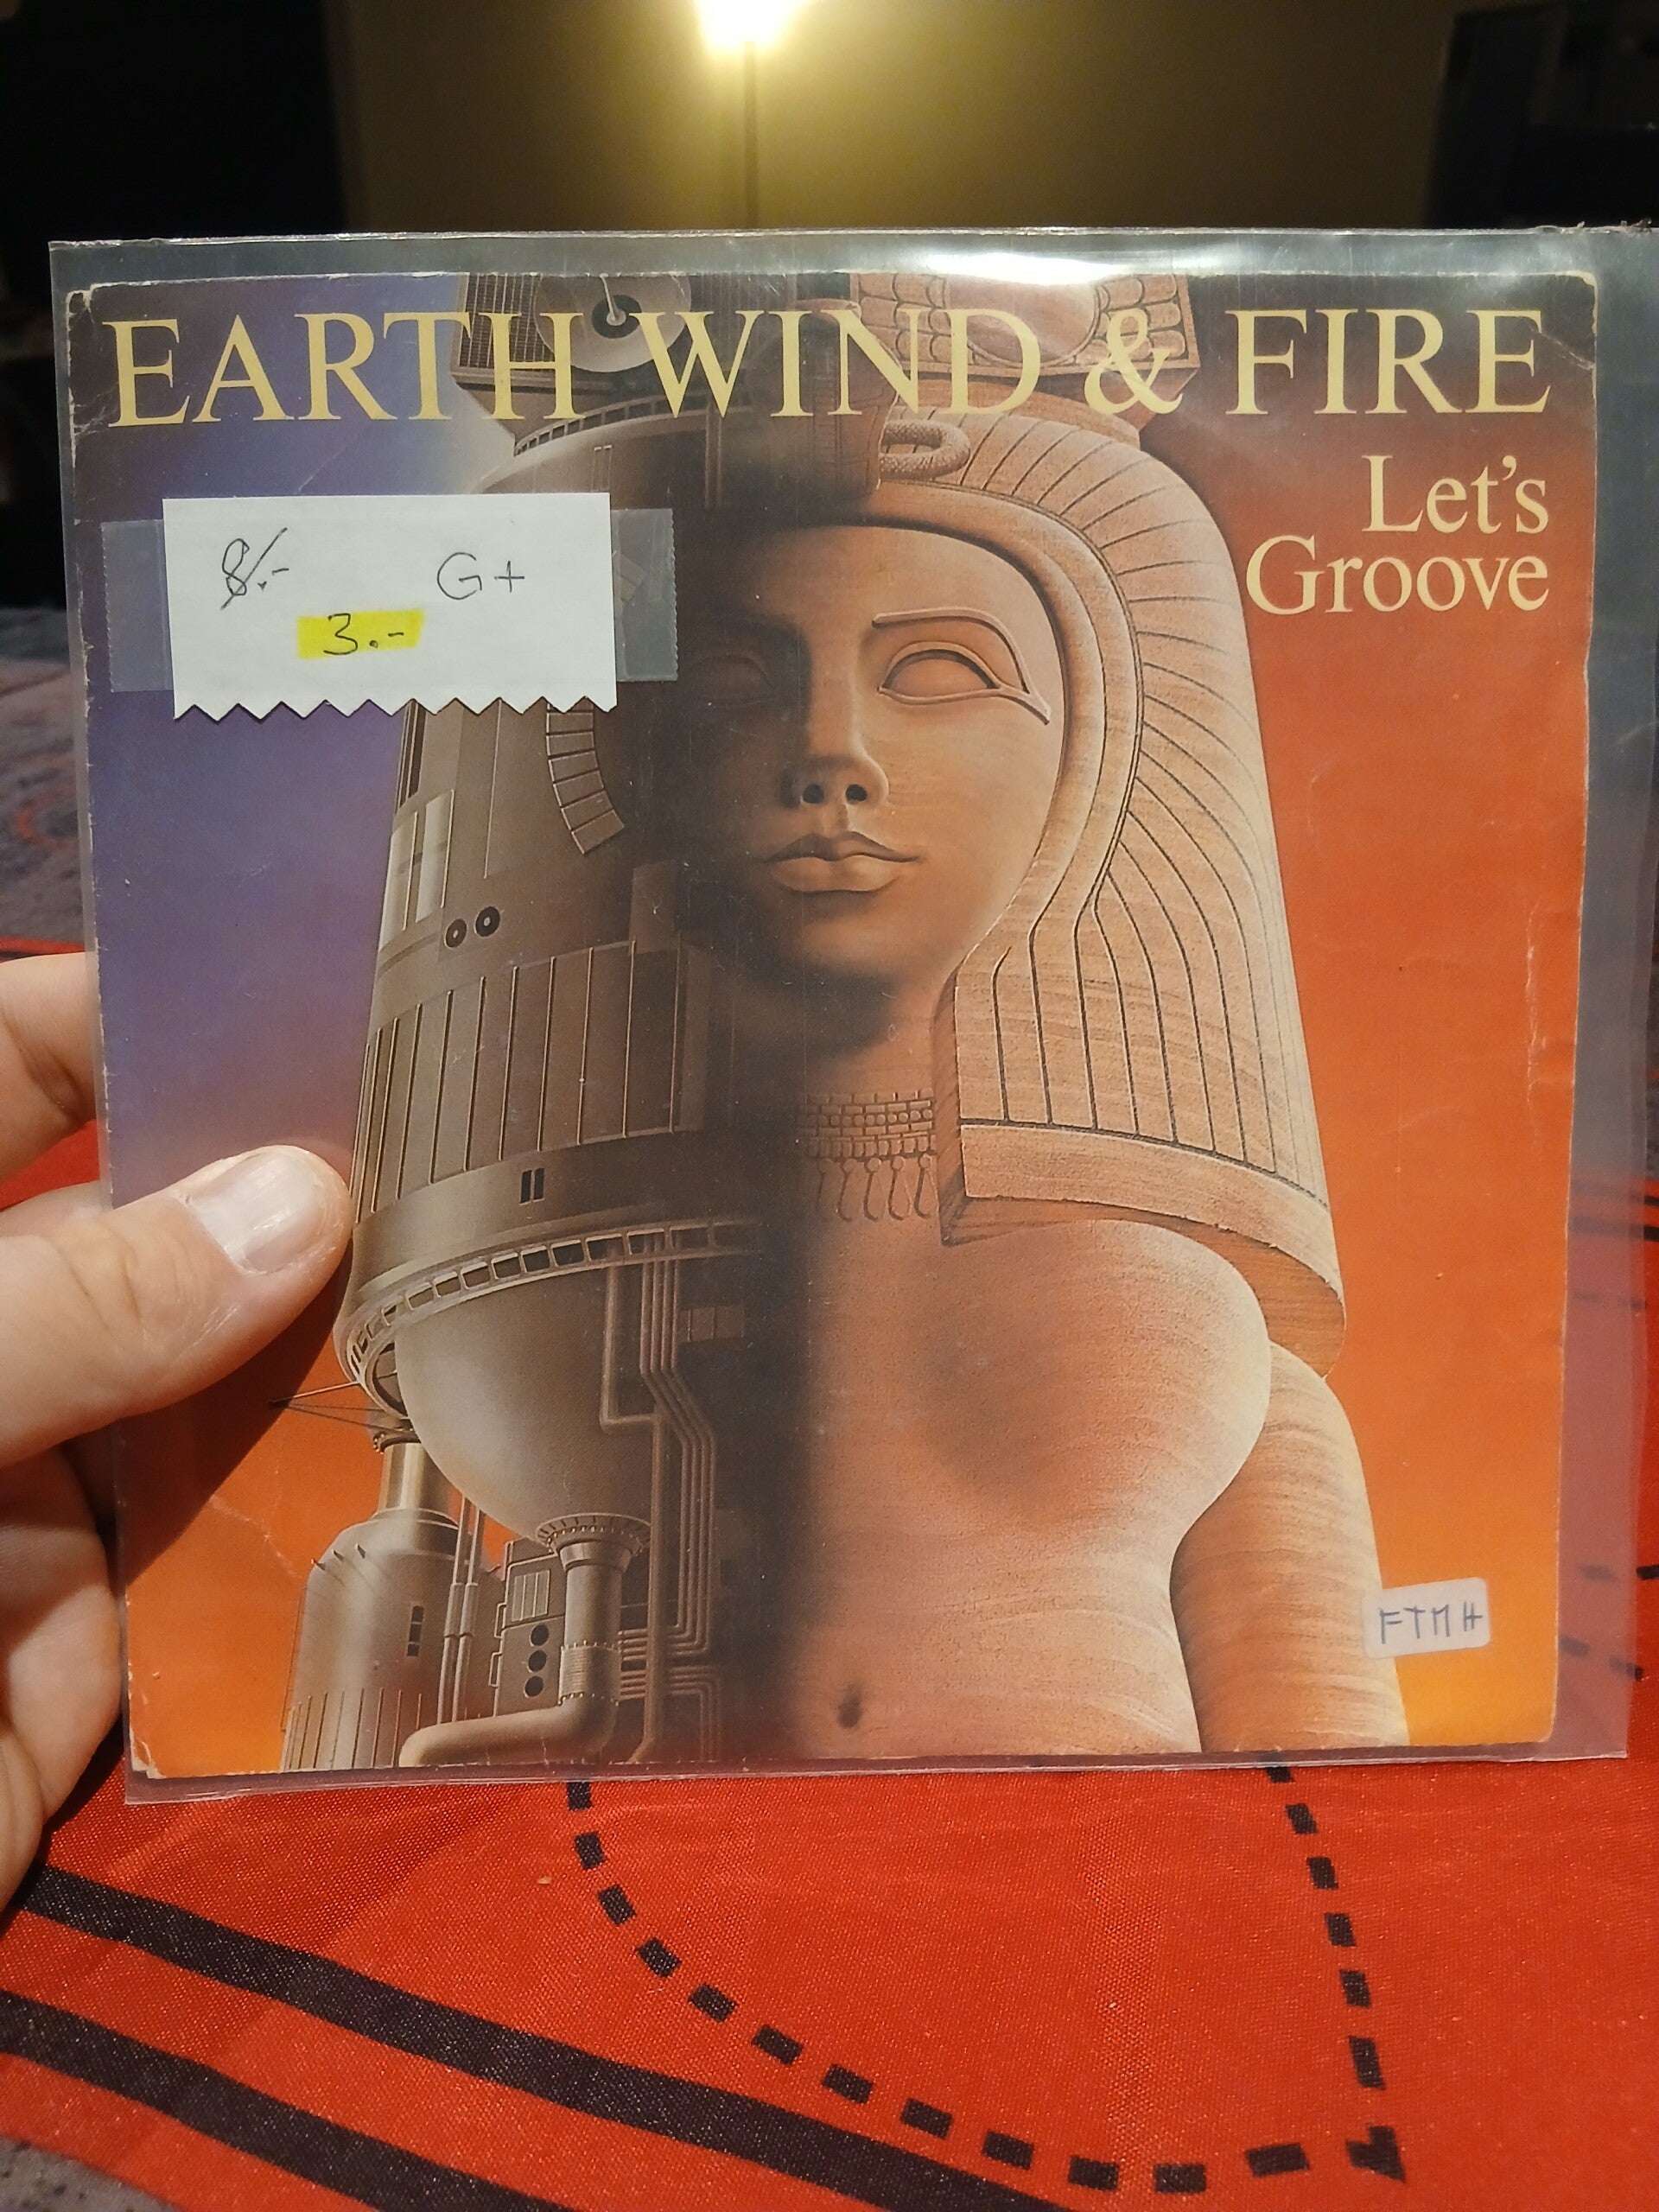 EARTH WIND & FIRE
Let's
Groove
8.- G+
3.-
FTMH